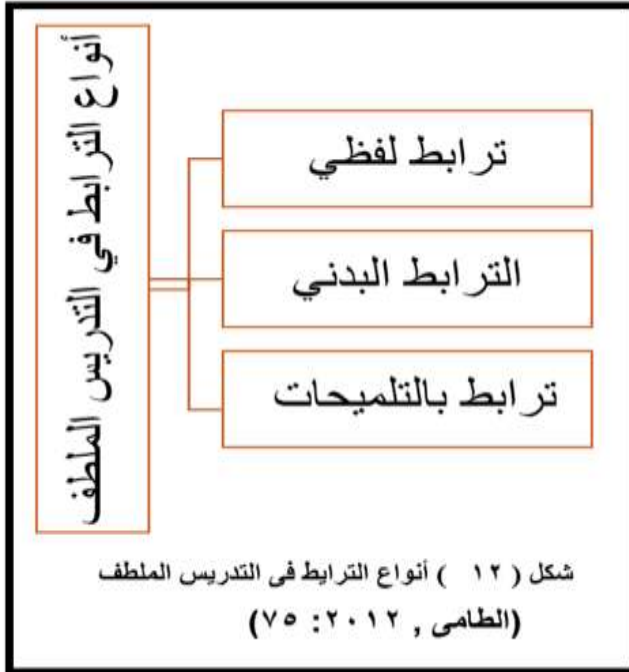 أنواع الترابط في التدريس الملطف
ترابط لفظي
الترابط البدني
ترابط بالتلميحات
شكل ( ١٢ ) أنواع الترابط فى التدريس الملطف
(الطامى , ٢٠١٢: ٧٥)